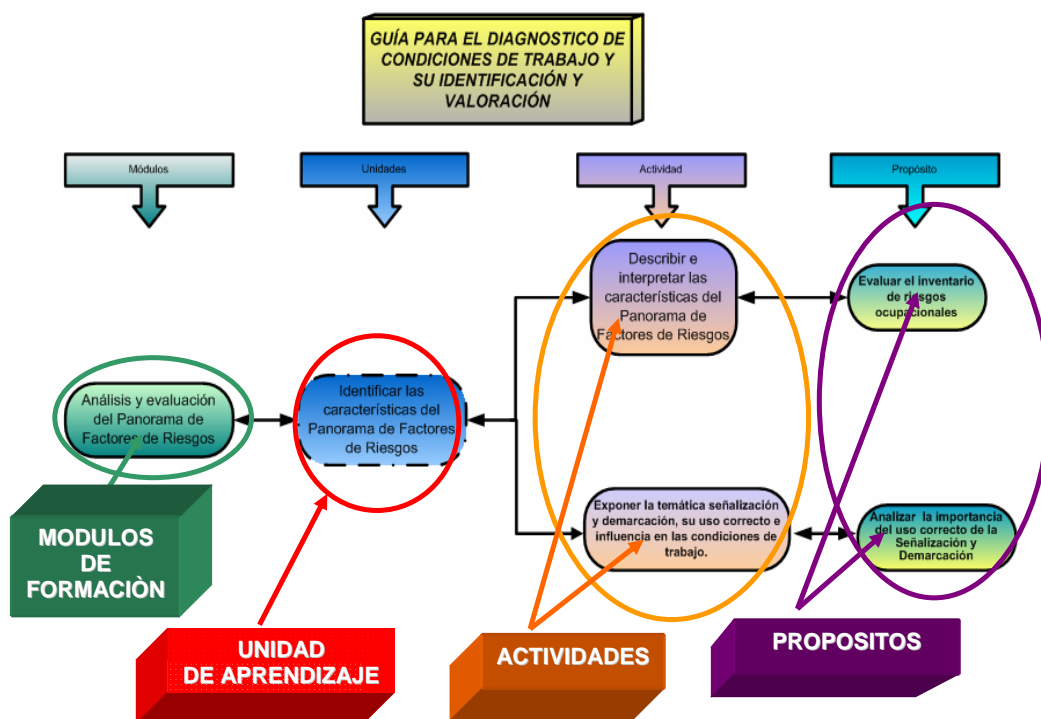 GUÍA PARA EL DIAGNOSTICO DE
CONDICIONES DE TRABAJO Y
SU IDENTIFICACIÓN Y
VALORACIÓN
Módulos
Unidades
Actividad
Propósito
Describir e
interpretar las
características del
Panorama de
Factores de Riesgos
Evaluar el inventario
de riesgos
ocupacionales
Análisis y evaluación
del Panorama de
Factores de Riesgos
Identificar las
características del
Panorama de Factores
de Riesgos
Exponer la temática señalización
y demarcación, su uso correcto e
influencia en las condiciones de
trabajo.
Analizar la importancia
del uso correcto de la
Señalización y
Demarcación
MODULOS
DE
FORMACIÒN
UNIDAD
DE APRENDIZAJE
ACTIVIDADES
PROPOSITOS